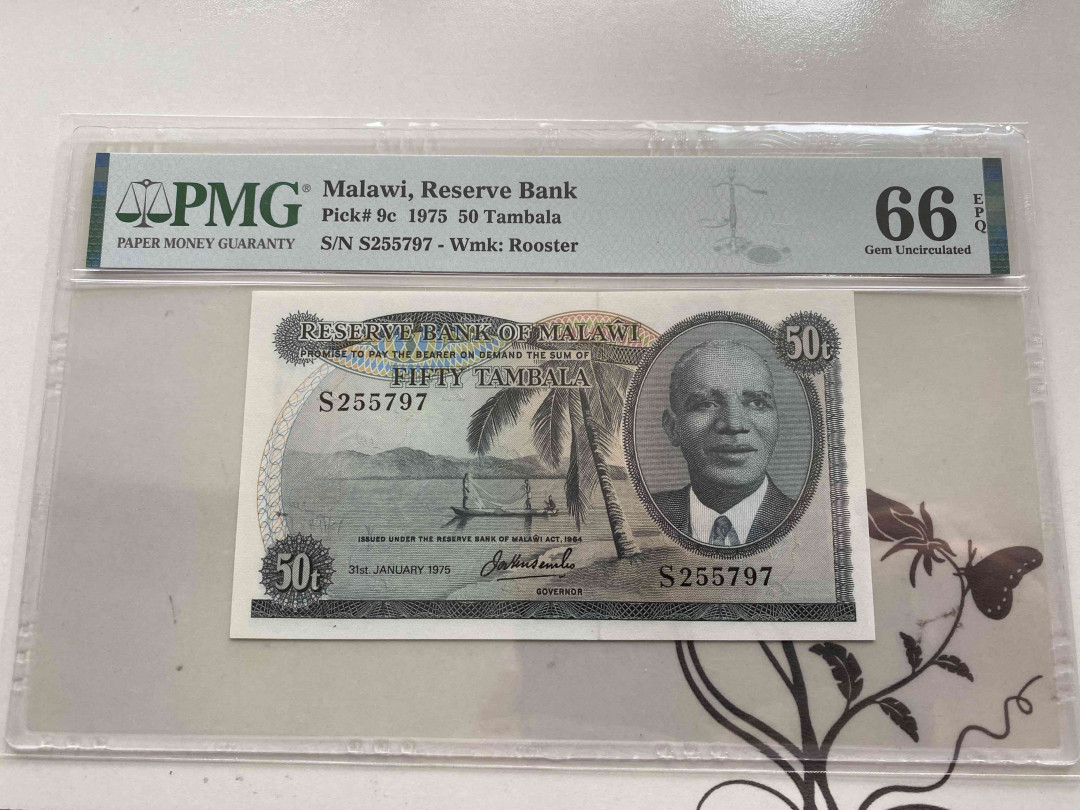 PMG®
PAPER MONEY GUARANTY
Malawi, Reserve Bank
Pick# 9c 1975 50 Tambala
S/N S255797 - Wmk: Rooster
66
EPQ
Gem Uncirculated
RESERVE BANK OF MALAŴI
PROMISE TO PAY THE BEARER ON DEMAND THE SUM OF
FIFTY TAMBALA
50t
S255797
ISSUED UNDER THE RESERVE BANK OF MALAŴI ACT, 1964
50t
31st. JANUARY 1975
GOVERNOR
S255797